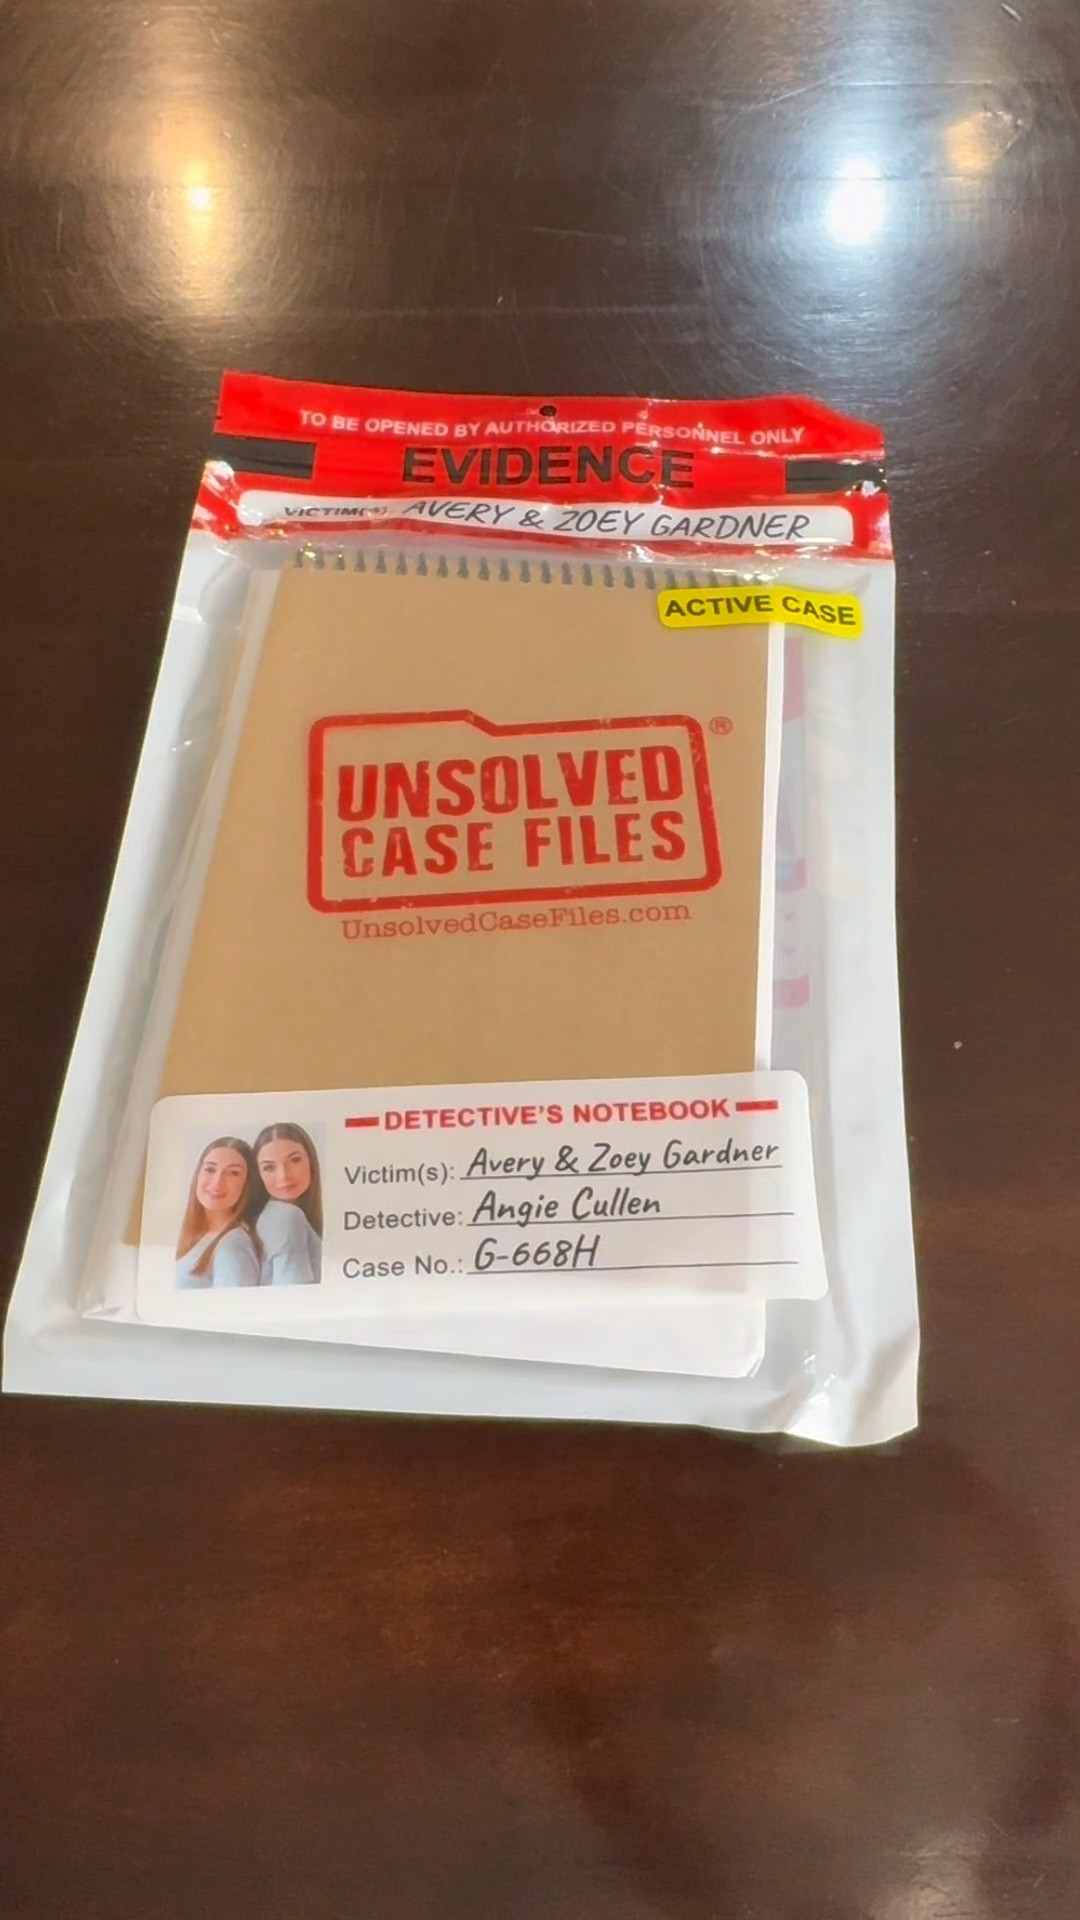 TO BE OPENED BY AUTHORIZED PERSONNEL ONLY
EVIDENCE
VICTIM(S) AVERY & ZOEY GARDNER
ACTIVE CASE
UNSOLVED ®
CASE FILES
UnsolvedCaseFiles.com
DETECTIVE'S NOTEBOOK
Victim(s): Avery & Zoey Gardner
Detective: Angie Cullen
Case No.: G-668H